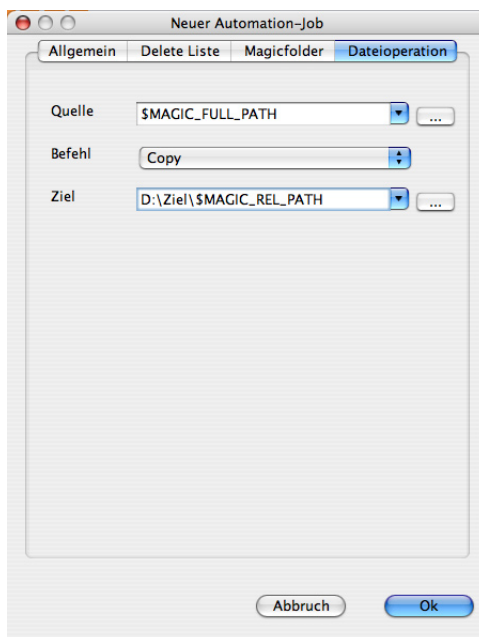 Neuer Automation-Job
Allgemein Delete Liste Magicfolder Dateioperation
Quelle $MAGIC_FULL_PATH ...
Befehl Copy
Ziel D:\Ziel\$MAGIC_REL_PATH ...
Abbruch Ok